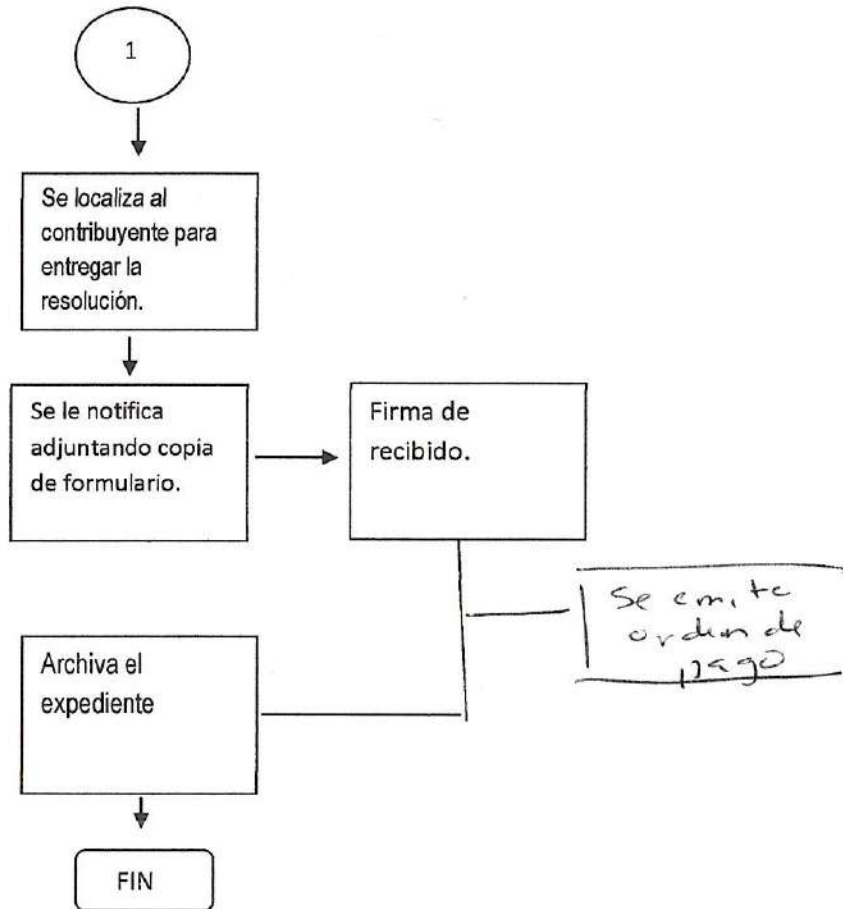 1
Se localiza al
contribuyente para
entregar la
resolución.
Se le notifica
adjuntando copia
de formulario.
Firma de
recibido.
Se emite
orden de
pago
Archiva el
expediente
FIN